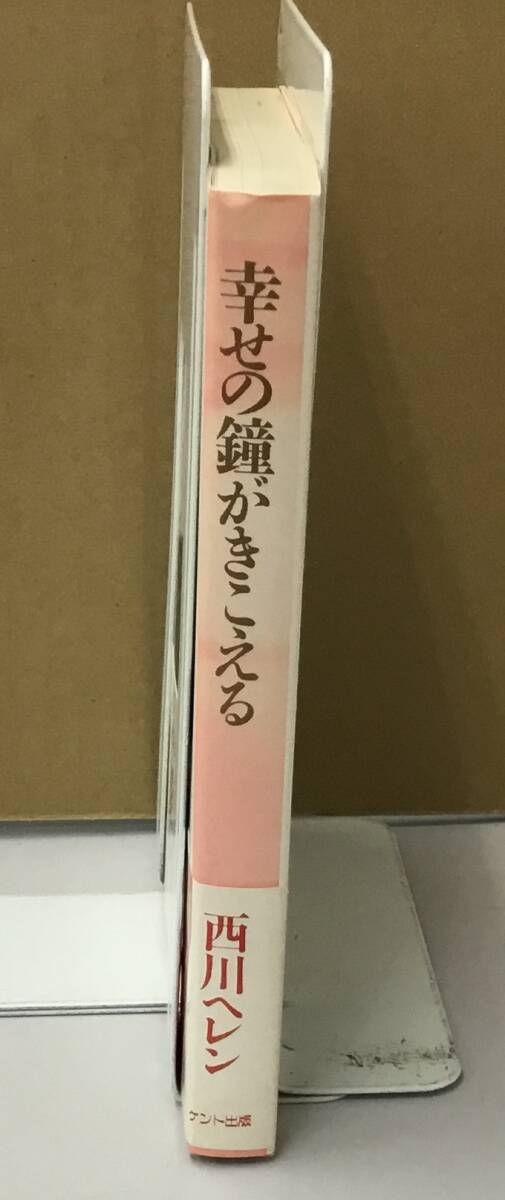 幸せの鐘がきこえる
西川ヘレン
ケント出版